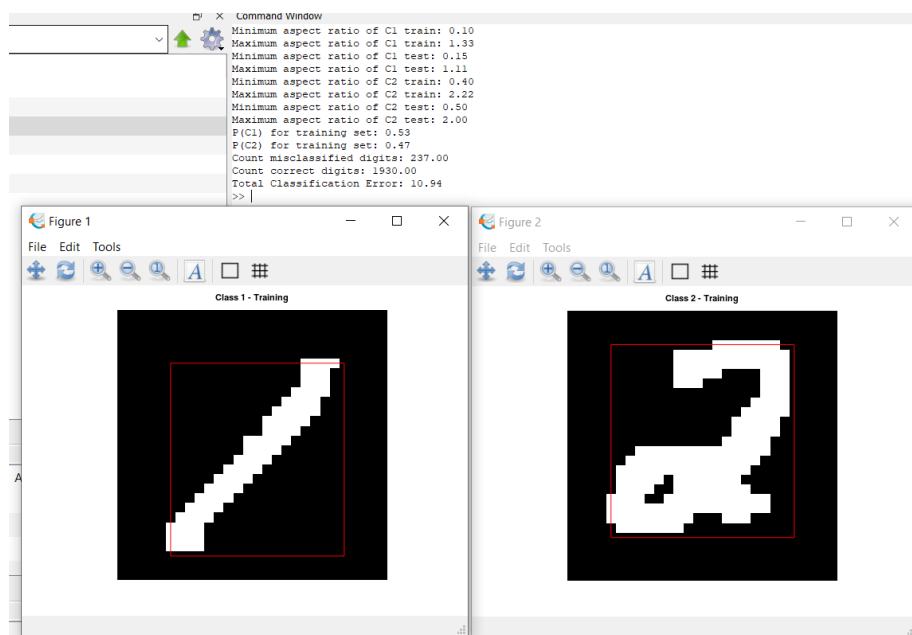 Command Window
Minimum aspect ratio of C1 train: 0.10
Maximum aspect ratio of C1 train: 1.33
Minimum aspect ratio of C1 test: 0.15
Maximum aspect ratio of C1 test: 1.11
Minimum aspect ratio of C2 train: 0.40
Maximum aspect ratio of C2 train: 2.22
Minimum aspect ratio of C2 test: 0.50
Maximum aspect ratio of C2 test: 2.00
P(C1) for training set: 0.53
P(C2) for training set: 0.47
Count misclassified digits: 237.00
Count correct digits: 1930.00
Total Classification Error: 10.94
>>
Figure 1
File Edit Tools
A
Class 1 - Training
Figure 2
File Edit Tools
A
Class 2 - Training
A